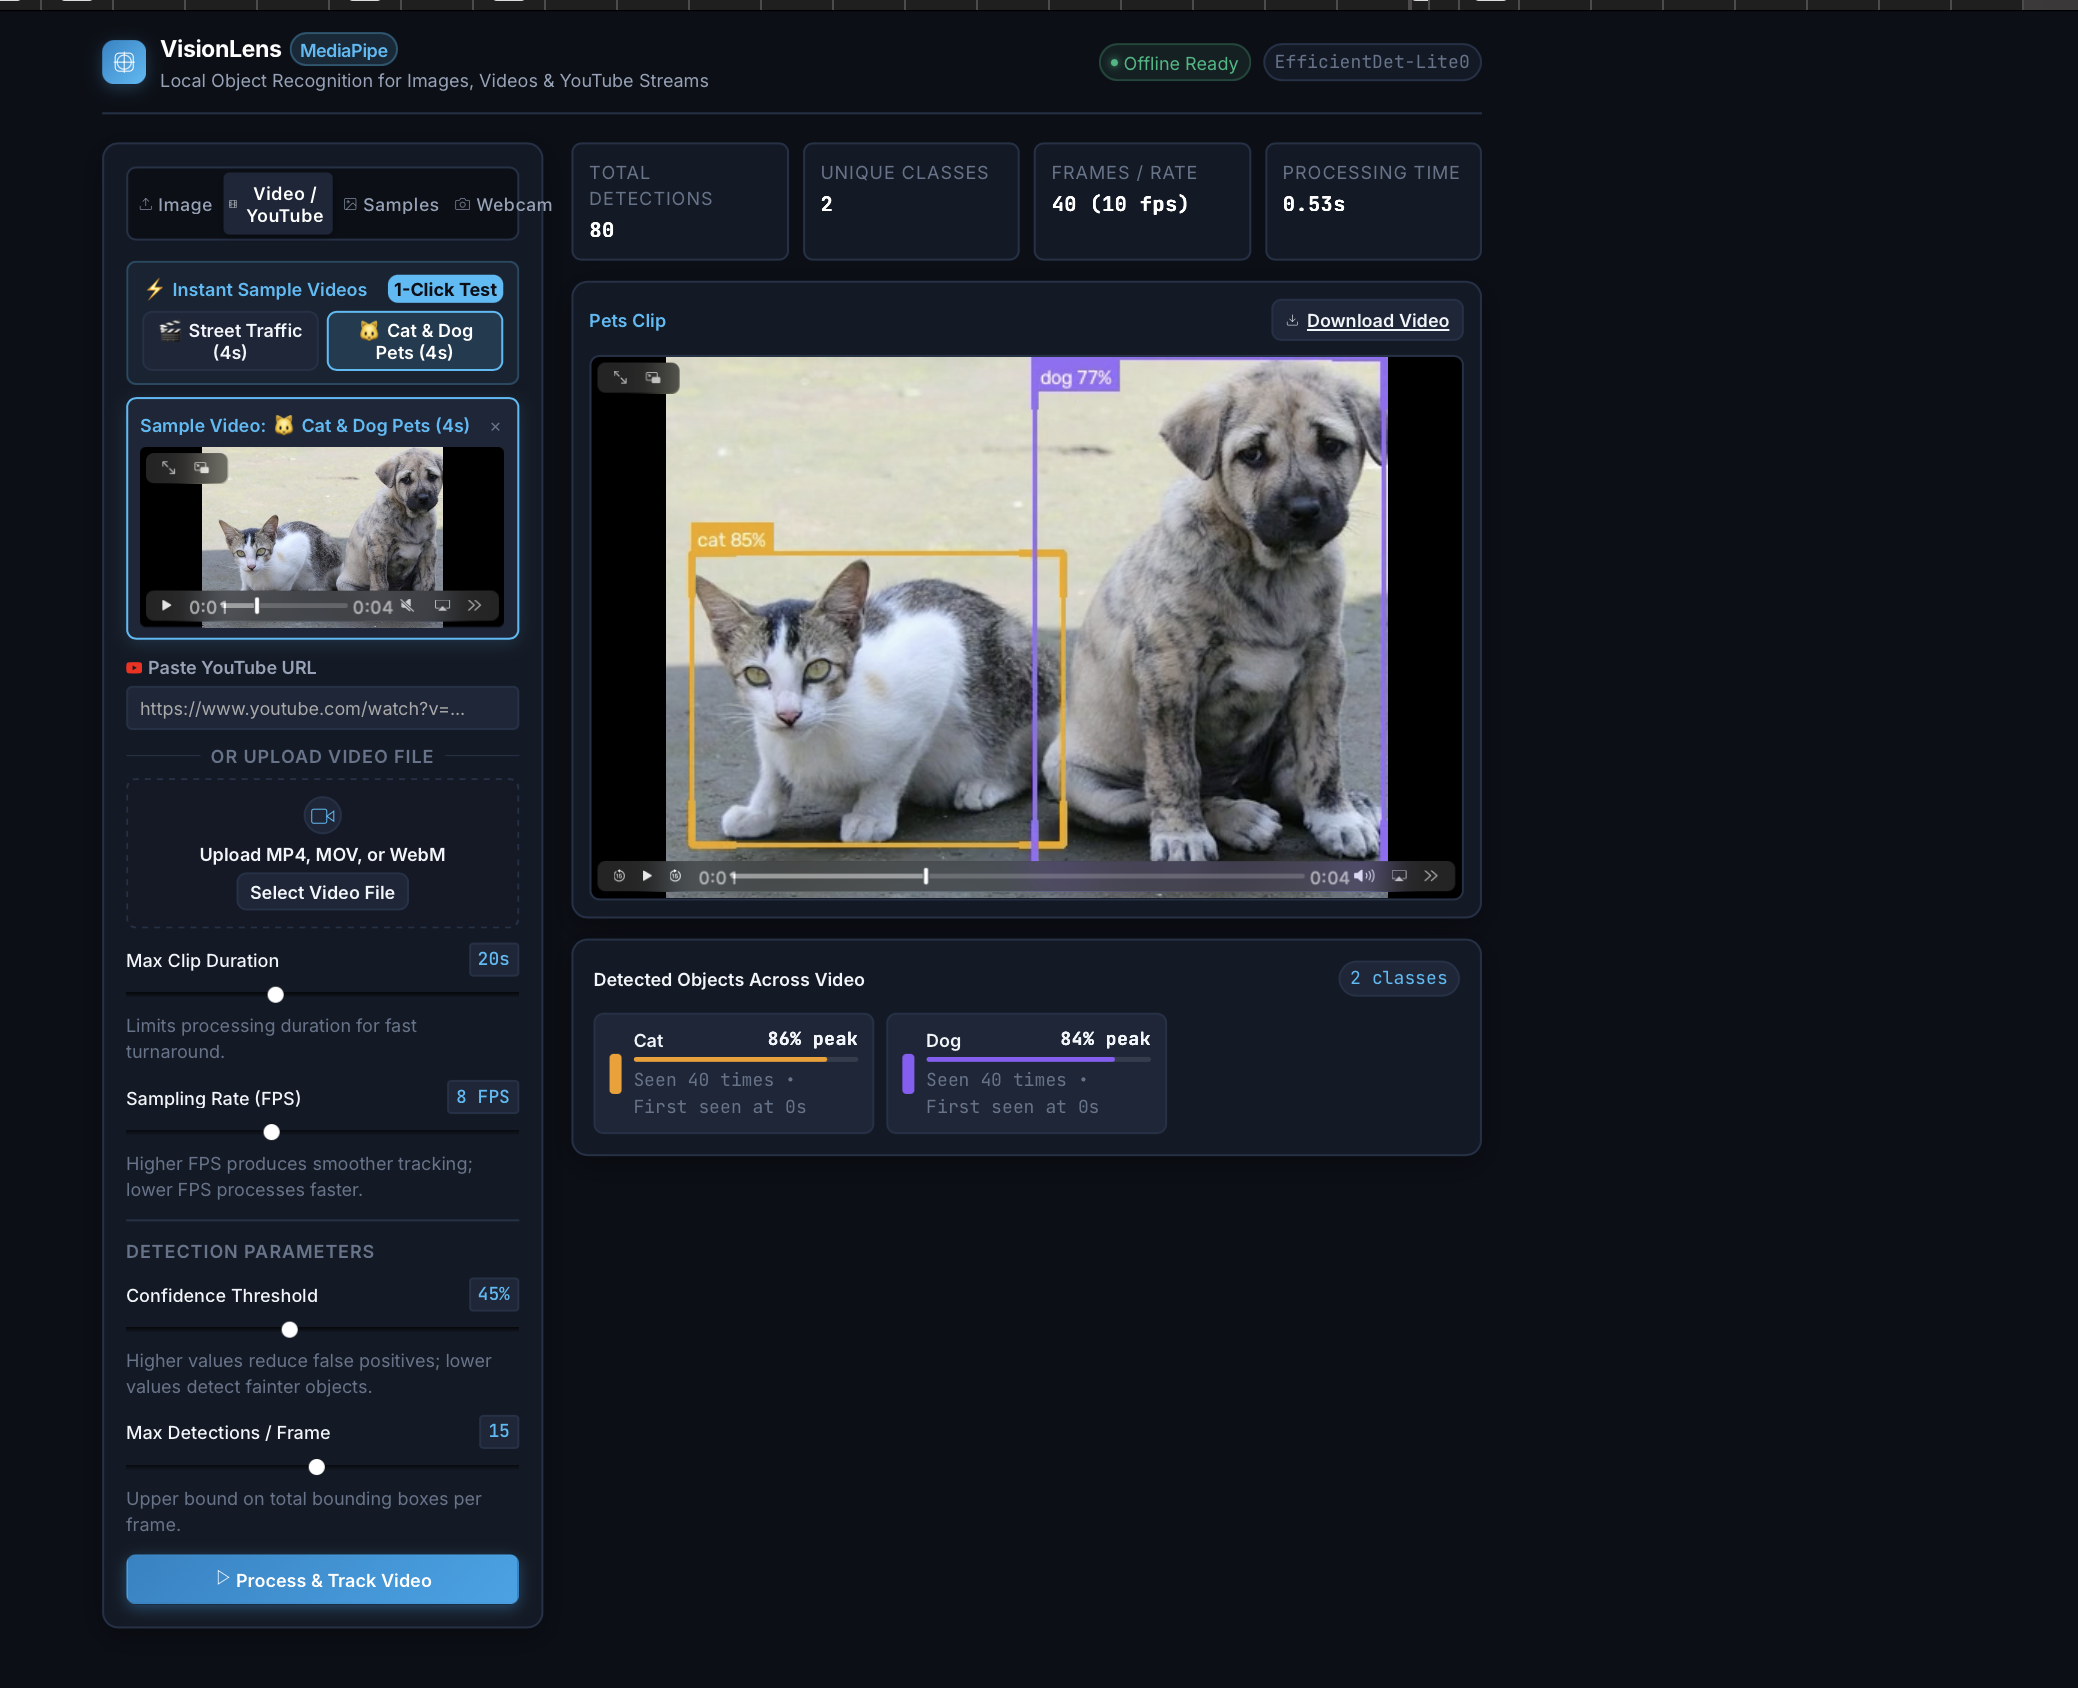 VisionLens MediaPipe
Local Object Recognition for Images, Videos & YouTube Streams
Offline Ready
EfficientDet-Lite0
Image
Video /
YouTube
Samples
Webcam
⚡ Instant Sample Videos
1-Click Test
🎬 Street Traffic
(4s)
🐱 Cat & Dog
Pets (4s)
Sample Video: 🐱 Cat & Dog Pets (4s)
0:01
0:04
Paste YouTube URL
https://www.youtube.com/watch?v=...
OR UPLOAD VIDEO FILE
Upload MP4, MOV, or WebM
Select Video File
Max Clip Duration
20s
Limits processing duration for fast
turnaround.
Sampling Rate (FPS)
8 FPS
Higher FPS produces smoother tracking;
lower FPS processes faster.
DETECTION PARAMETERS
Confidence Threshold
45%
Higher values reduce false positives; lower
values detect fainter objects.
Max Detections / Frame
15
Upper bound on total bounding boxes per
frame.
Process & Track Video
TOTAL
DETECTIONS
80
UNIQUE CLASSES
2
FRAMES / RATE
40 (10 fps)
PROCESSING TIME
0.53s
Pets Clip
Download Video
dog 77%
cat 85%
0:01
0:04
Detected Objects Across Video
2 classes
Cat
86% peak
Seen 40 times •
First seen at 0s
Dog
84% peak
Seen 40 times •
First seen at 0s